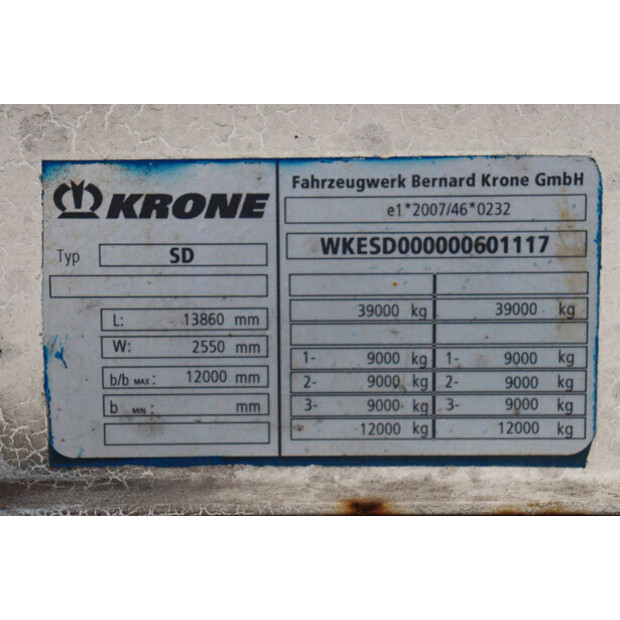 KRONE
Typ SD
L: 13860 mm
W: 2550 mm
b/b MAX: 12000 mm
b MIN: mm
Fahrzeugwerk Bernard Krone GmbH
e1*2007/46*0232
WKESD000000601117
39000 kg 39000 kg
1- 9000 kg 1- 9000 kg
2- 9000 kg 2- 9000 kg
3- 9000 kg 3- 9000 kg
12000 kg 12000 kg